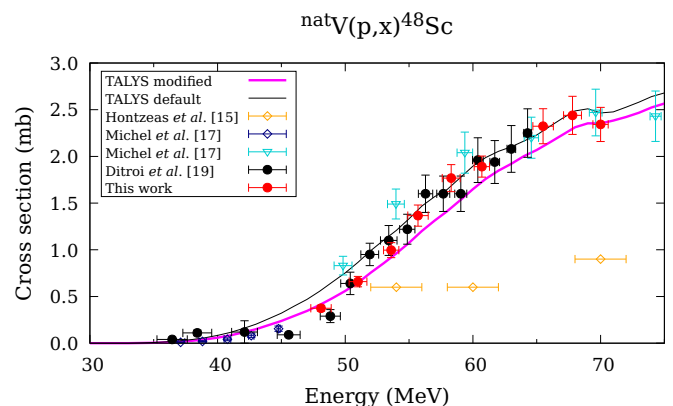 natV(p,x)48Sc
TALYS modified
TALYS default
Hontzeas et al. [15]
Michel et al. [17]
Michel et al. [17]
Ditroi et al. [19]
This work
Cross section (mb)
3.0
2.5
2.0
1.5
1.0
0.5
0.0
30 40 50 60 70
Energy (MeV)